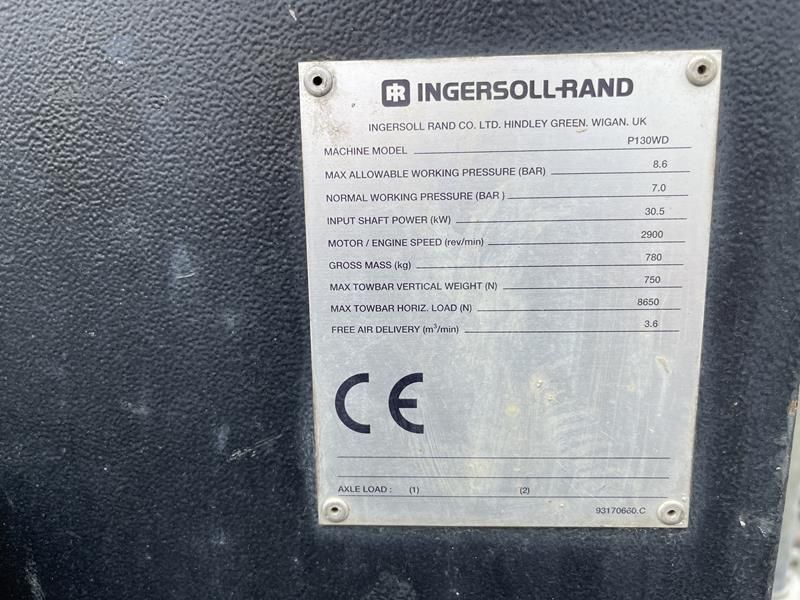 IR INGERSOLL-RAND
INGERSOLL RAND CO. LTD. HINDLEY GREEN. WIGAN. UK
MACHINE MODEL P130WD
MAX ALLOWABLE WORKING PRESSURE (BAR) 8.6
NORMAL WORKING PRESSURE (BAR ) 7.0
INPUT SHAFT POWER (kW) 30.5
MOTOR / ENGINE SPEED (rev/min) 2900
GROSS MASS (kg) 780
MAX TOWBAR VERTICAL WEIGHT (N) 750
MAX TOWBAR HORIZ. LOAD (N) 8650
FREE AIR DELIVERY (m³/min) 3.6
CE
AXLE LOAD : (1) (2)
93170660.C